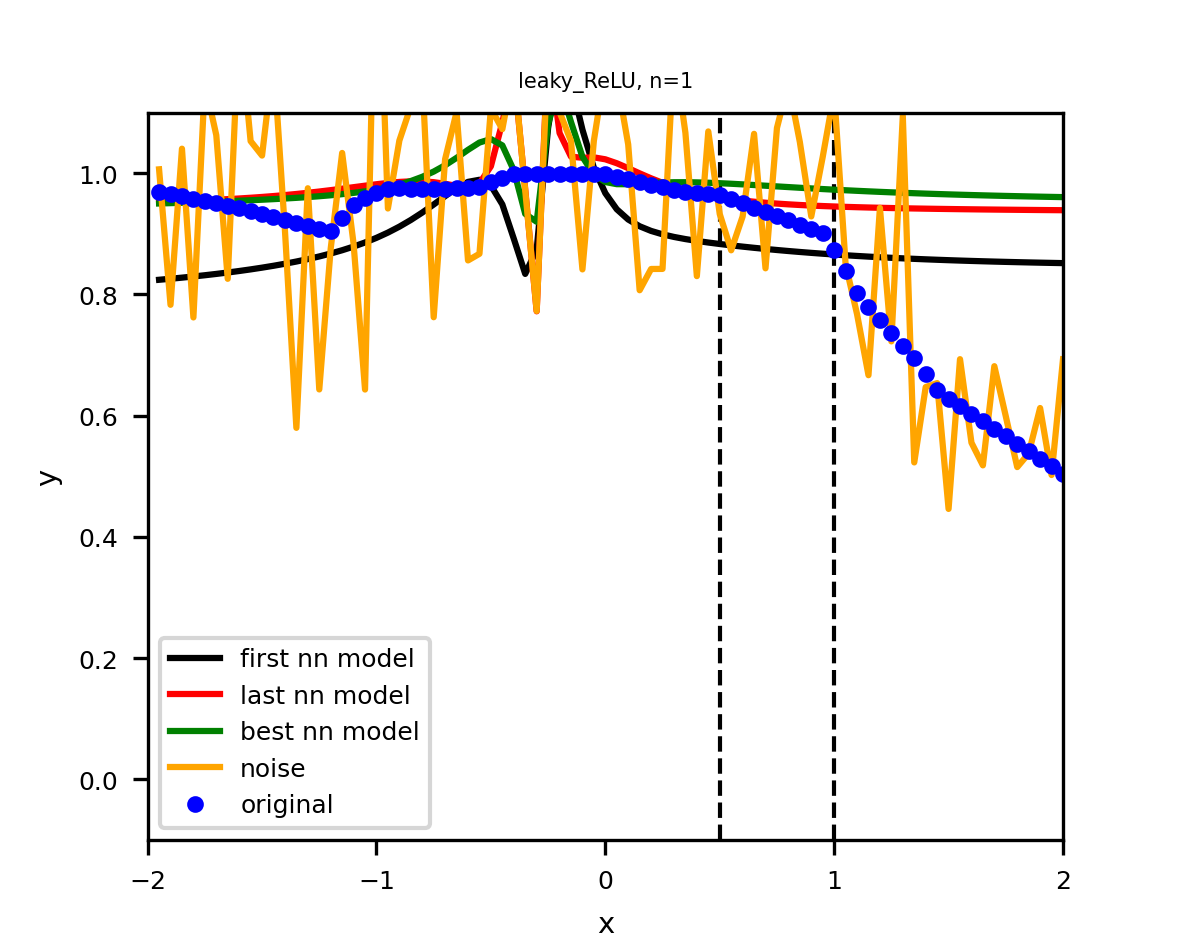 leaky_ReLU, n=1
1.0
0.8
0.6
0.4
0.2
0.0
y
first nn model
last nn model
best nn model
noise
original
−2
−1
0
1
2
x